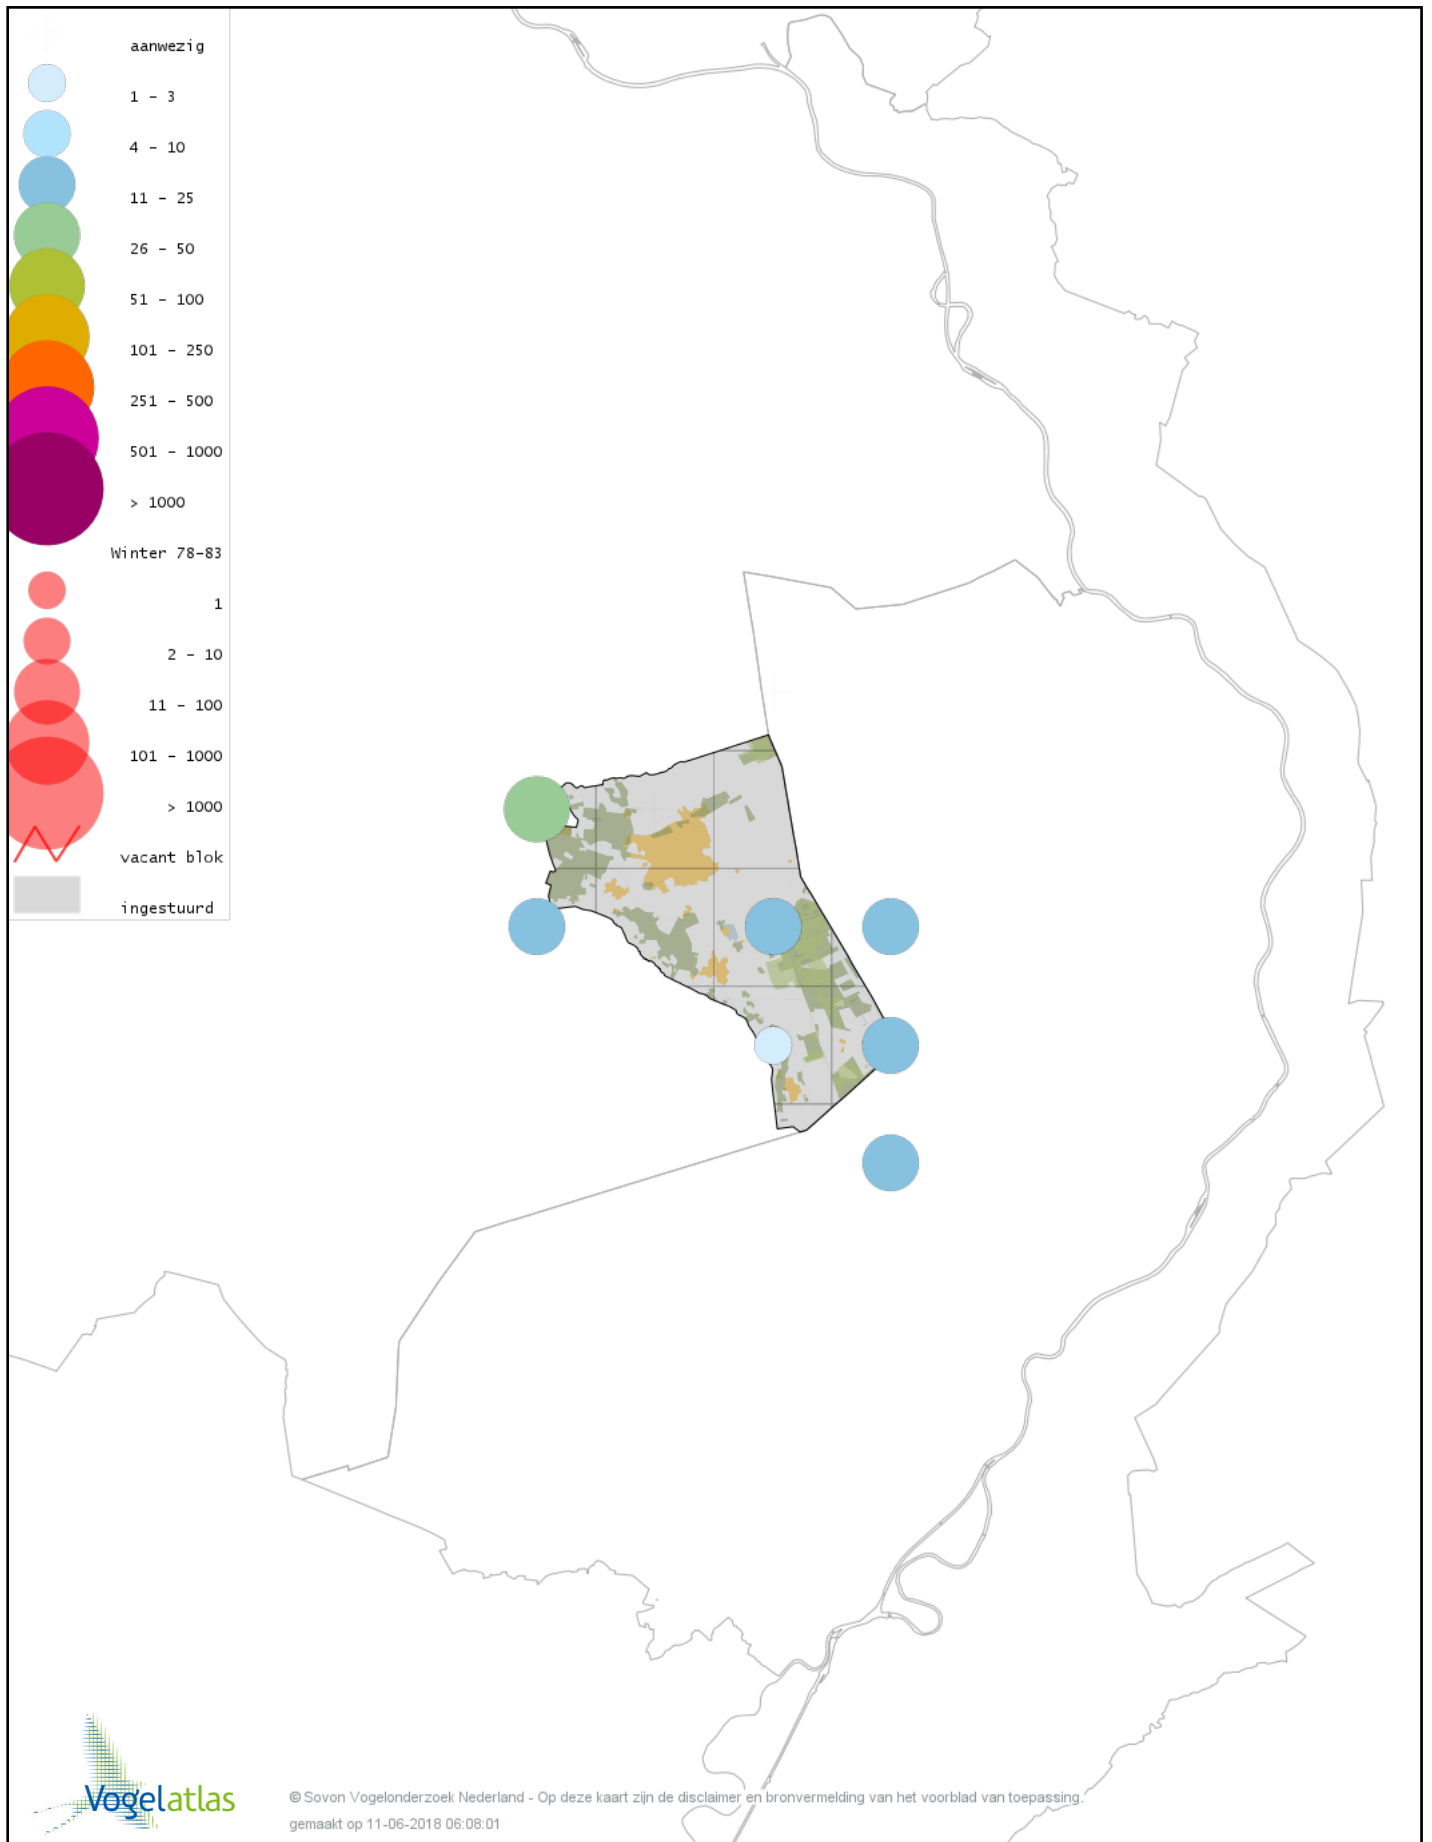 aanwezig
1 - 3
4 - 10
11 - 25
26 - 50
51 - 100
101 - 250
251 - 500
501 - 1000
> 1000
Winter 78-83
1
2 - 10
11 - 100
101 - 1000
> 1000
vacant blok
ingestuurd
Vogelatlas
© Sovon Vogelonderzoek Nederland - Op deze kaart zijn de disclaimer en bronvermelding van het voorblad van toepassing.
gemaakt op 11-06-2018 06:08:01